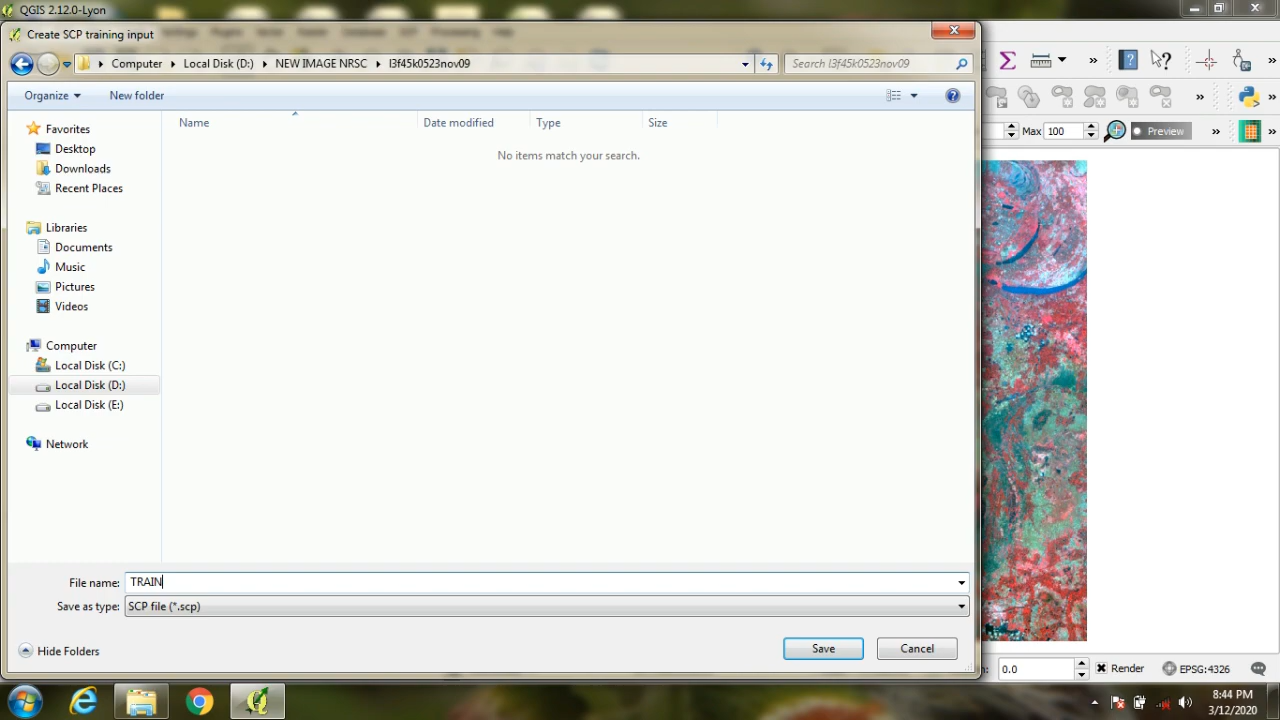 QGIS 2.12.0-Lyon
Create SCP training input
Computer Local Disk (D:) NEW IMAGE NRSC l3f45k0523nov09
Search l3f45k0523nov09
Organize New folder
Max 100 Preview
Name Date modified Type Size
No items match your search.
Favorites
Desktop
Downloads
Recent Places
Libraries
Documents
Music
Pictures
Videos
Computer
Local Disk (C:)
Local Disk (D:)
Local Disk (E:)
Network
File name: TRAIN
Save as type: SCP file (*.scp)
Hide Folders
Save Cancel
0.0 Render EPSG:4326
8:44 PM
3/12/2020